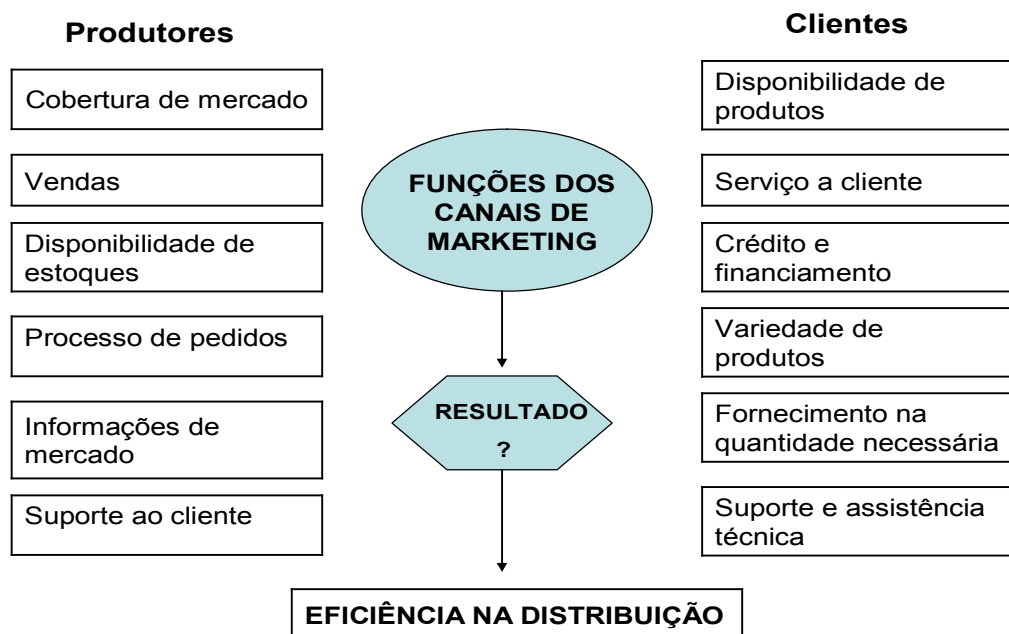 Produtores
Cobertura de mercado
Vendas
Disponibilidade de
estoques
Processo de pedidos
Informações de
mercado
Suporte ao cliente
FUNÇÕES DOS
CANAIS DE
MARKETING
RESULTADO
?
EFICIÊNCIA NA DISTRIBUIÇÃO
Clientes
Disponibilidade de
produtos
Serviço a cliente
Crédito e
financiamento
Variedade de
produtos
Fornecimento na
quantidade necessária
Suporte e assistência
técnica